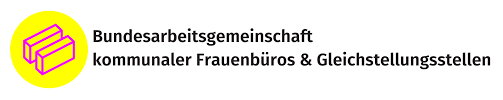 Bundesarbeitsgemeinschaft
kommunaler Frauenbüros & Gleichstellungsstellen